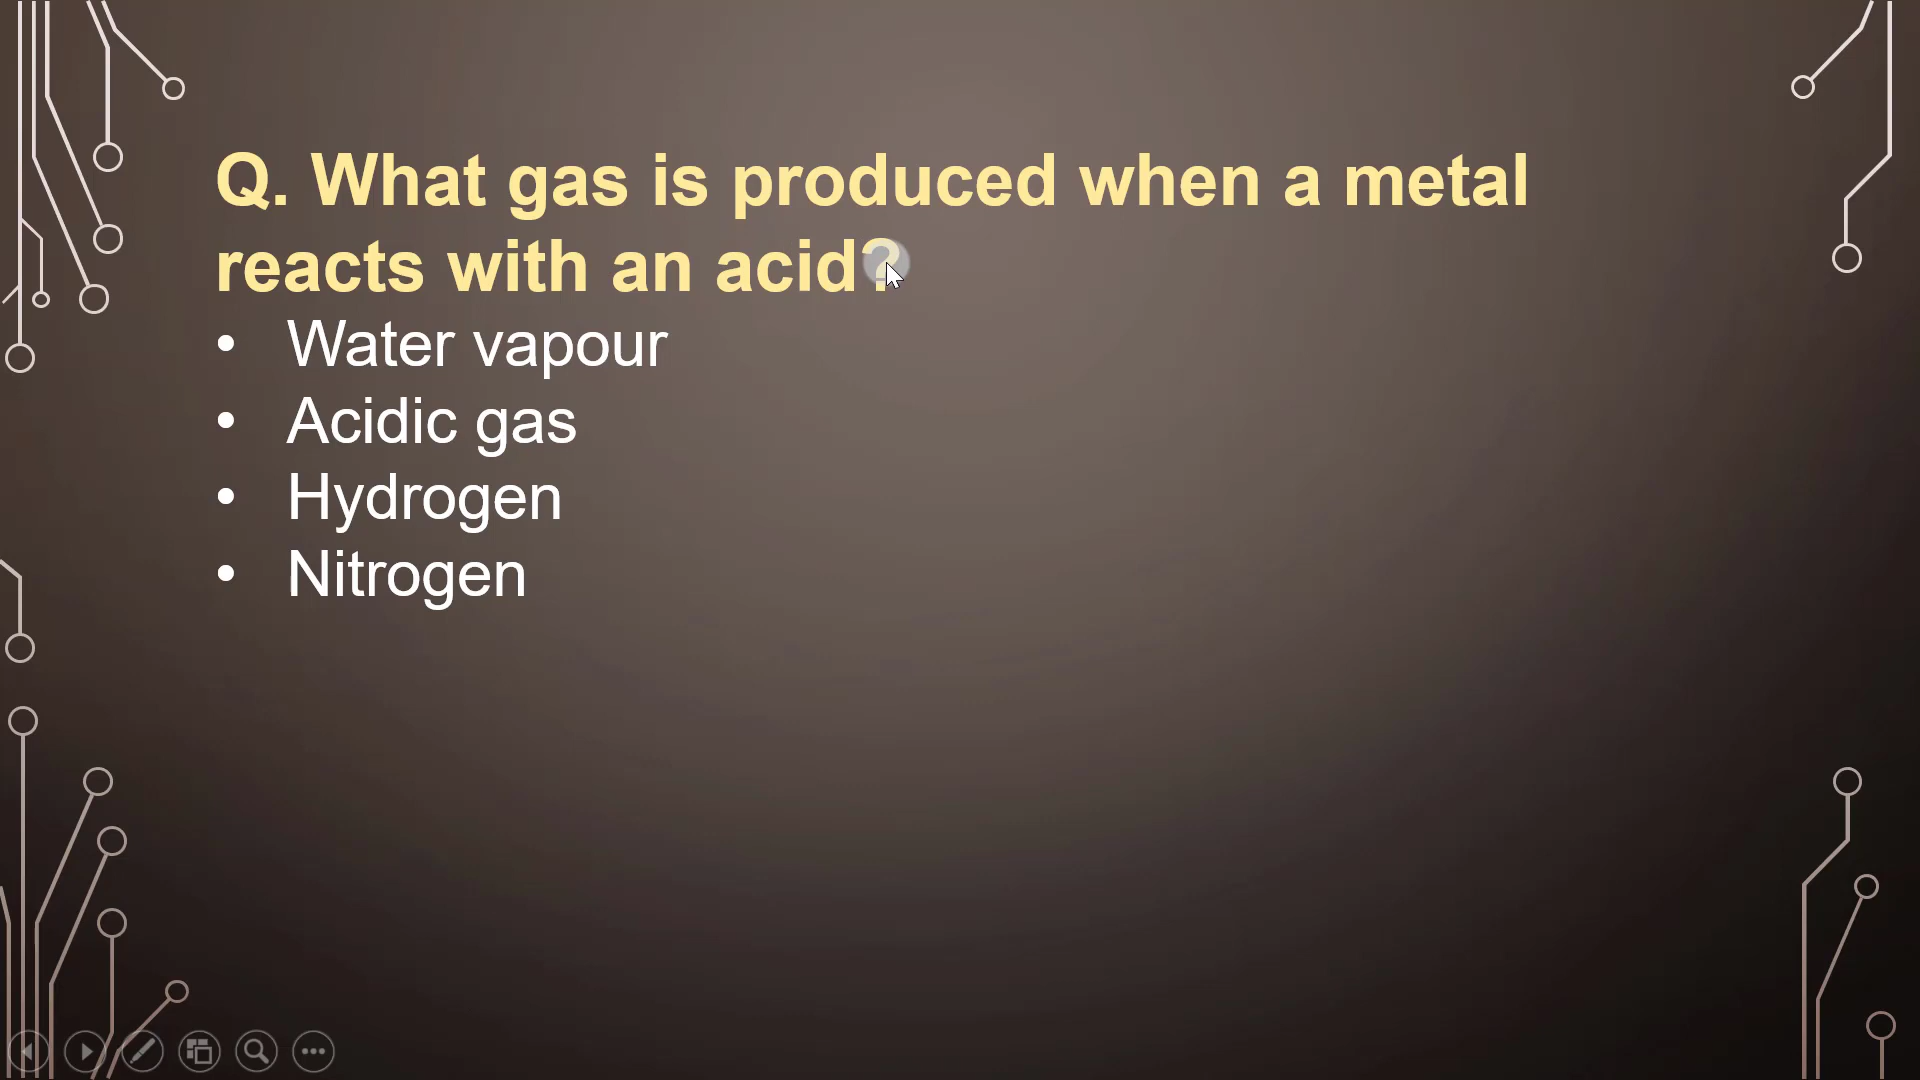 Q. What gas is produced when a metal
reacts with an acid?
• Water vapour
• Acidic gas
• Hydrogen
• Nitrogen